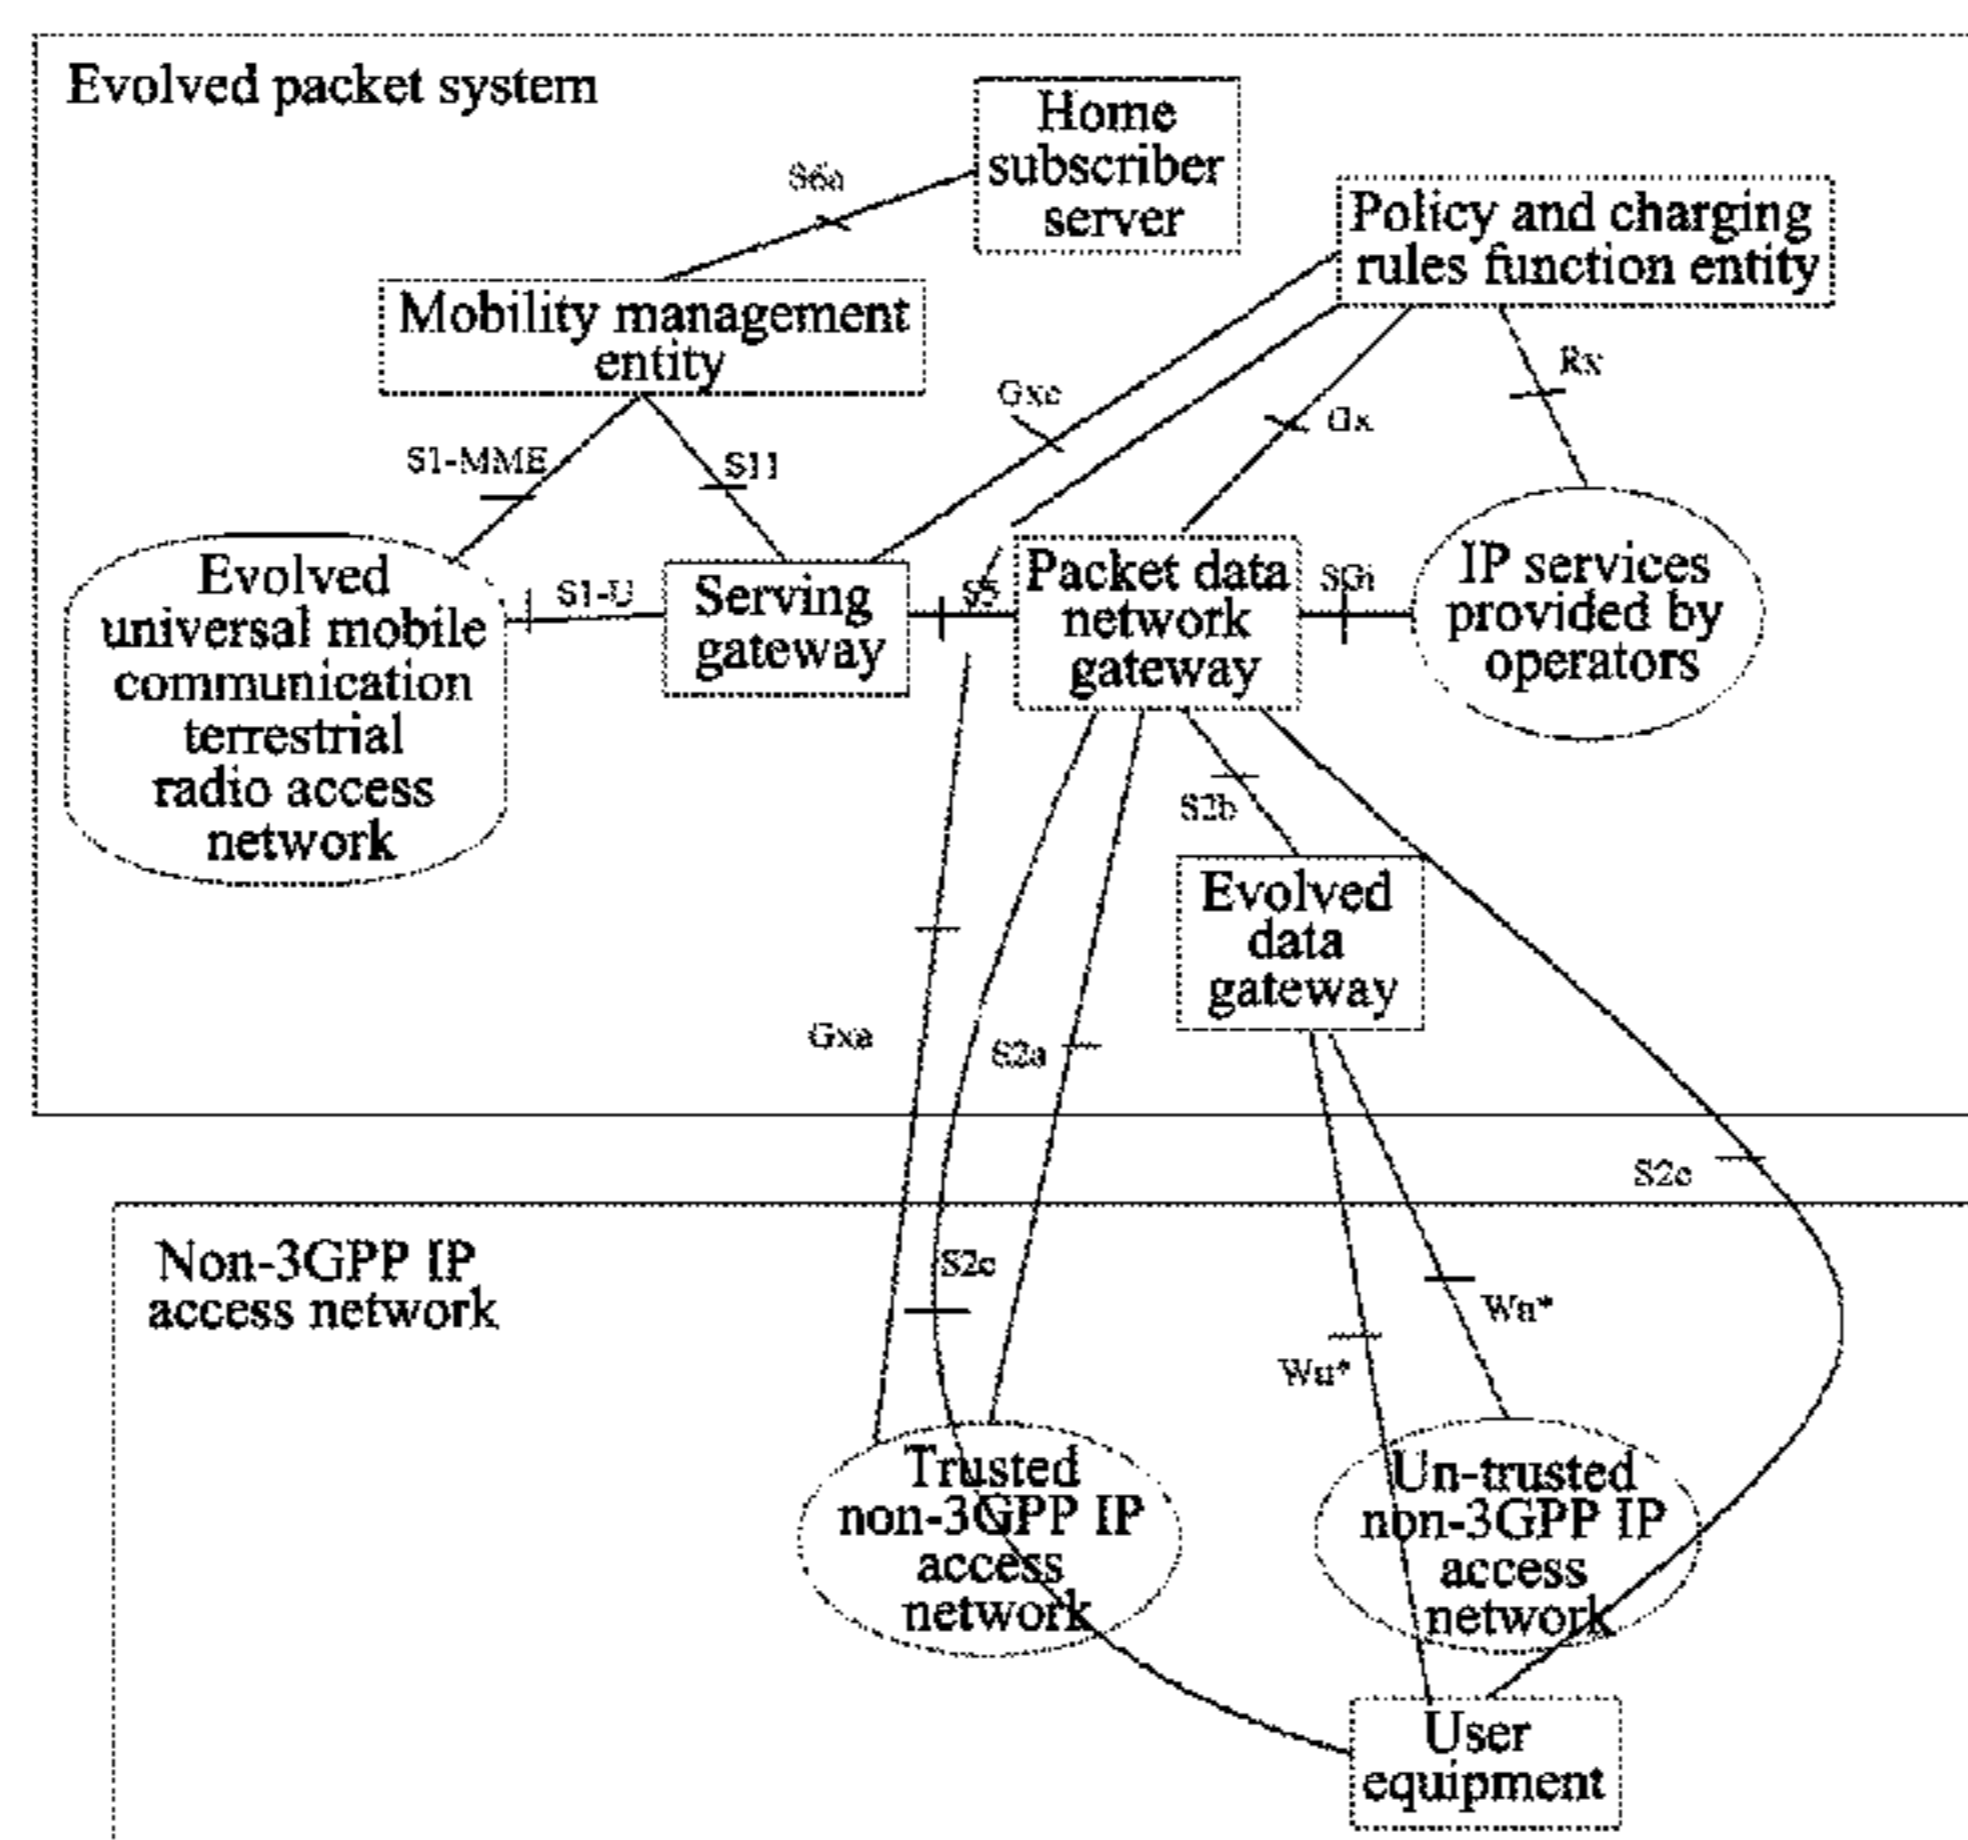 Evolved packet system
Home
subscriber
server
S6a
Policy and charging
rules function entity
Mobility management
entity
Rx
Gxc
Gx
S1-MME
S11
Evolved
universal mobile
communication
terrestrial
radio access
network
S1-U
Serving
gateway
S5
Packet data
network
gateway
SGi
IP services
provided by
operators
S2b
Evolved
data
gateway
Gxa
S2a
S2c
Non-3GPP IP
access network
S2c
Wn*
Wu*
Trusted
non-3GPP IP
access
network
Un-trusted
non-3GPP IP
access
network
User
equipment